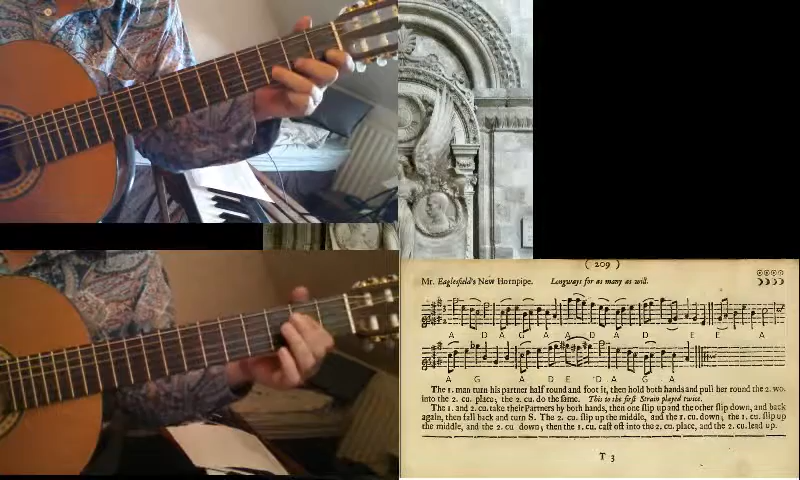 ( 209 )
Mr. Eaglesfield's New Hornpipe. Longways for as many as will.
A D A G A A D A D E E A
A G A D E D A G A
The 1. man turn his partner half round and foot it, then hold both hands and pull her round the 2. wo.
into the 2. cu. place; the 2. cu. do the same. This to the first Strain played twice.
The 1. and 2. cu. take their Partners by both hands, then one slip up and the other slip down, and back
again, then fall back and turn S. The 2. cu. slip up the middle, and the 1. cu. down; the 1. cu. slip up
the middle, and the 2. cu down; then the 1. cu. cast off into the 2. cu. place, and the 2. cu. lead up.
T 3